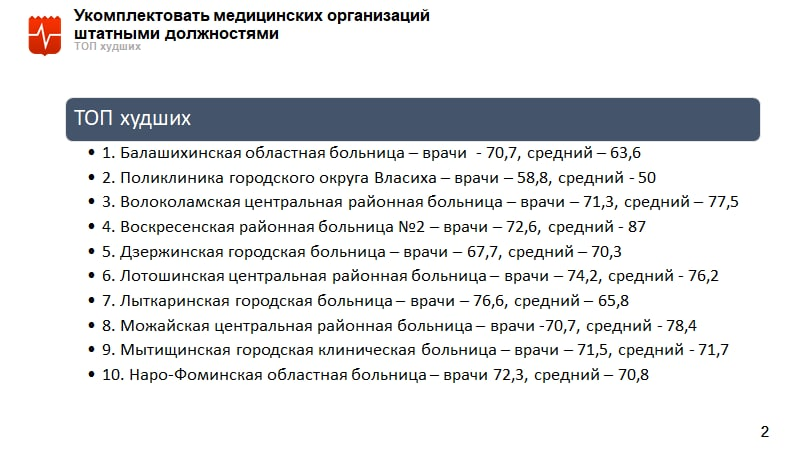 Укомплектовать медицинских организаций
штатными должностями
ТОП худших
ТОП худших
• 1. Балашихинская областная больница – врачи - 70,7, средний – 63,6
• 2. Поликлиника городского округа Власиха – врачи – 58,8, средний - 50
• 3. Волоколамская центральная районная больница – врачи – 71,3, средний – 77,5
• 4. Воскресенская районная больница №2 – врачи – 72,6, средний - 87
• 5. Дзержинская городская больница – врачи – 67,7, средний – 70,3
• 6. Лотошинская центральная районная больница – врачи – 74,2, средний - 76,2
• 7. Лыткаринская городская больница – врачи – 76,6, средний – 65,8
• 8. Можайская центральная районная больница – врачи -70,7, средний - 78,4
• 9. Мытищинская городская клиническая больница – врачи – 71,5, средний - 71,7
• 10. Наро-Фоминская областная больница – врачи 72,3, средний – 70,8
2